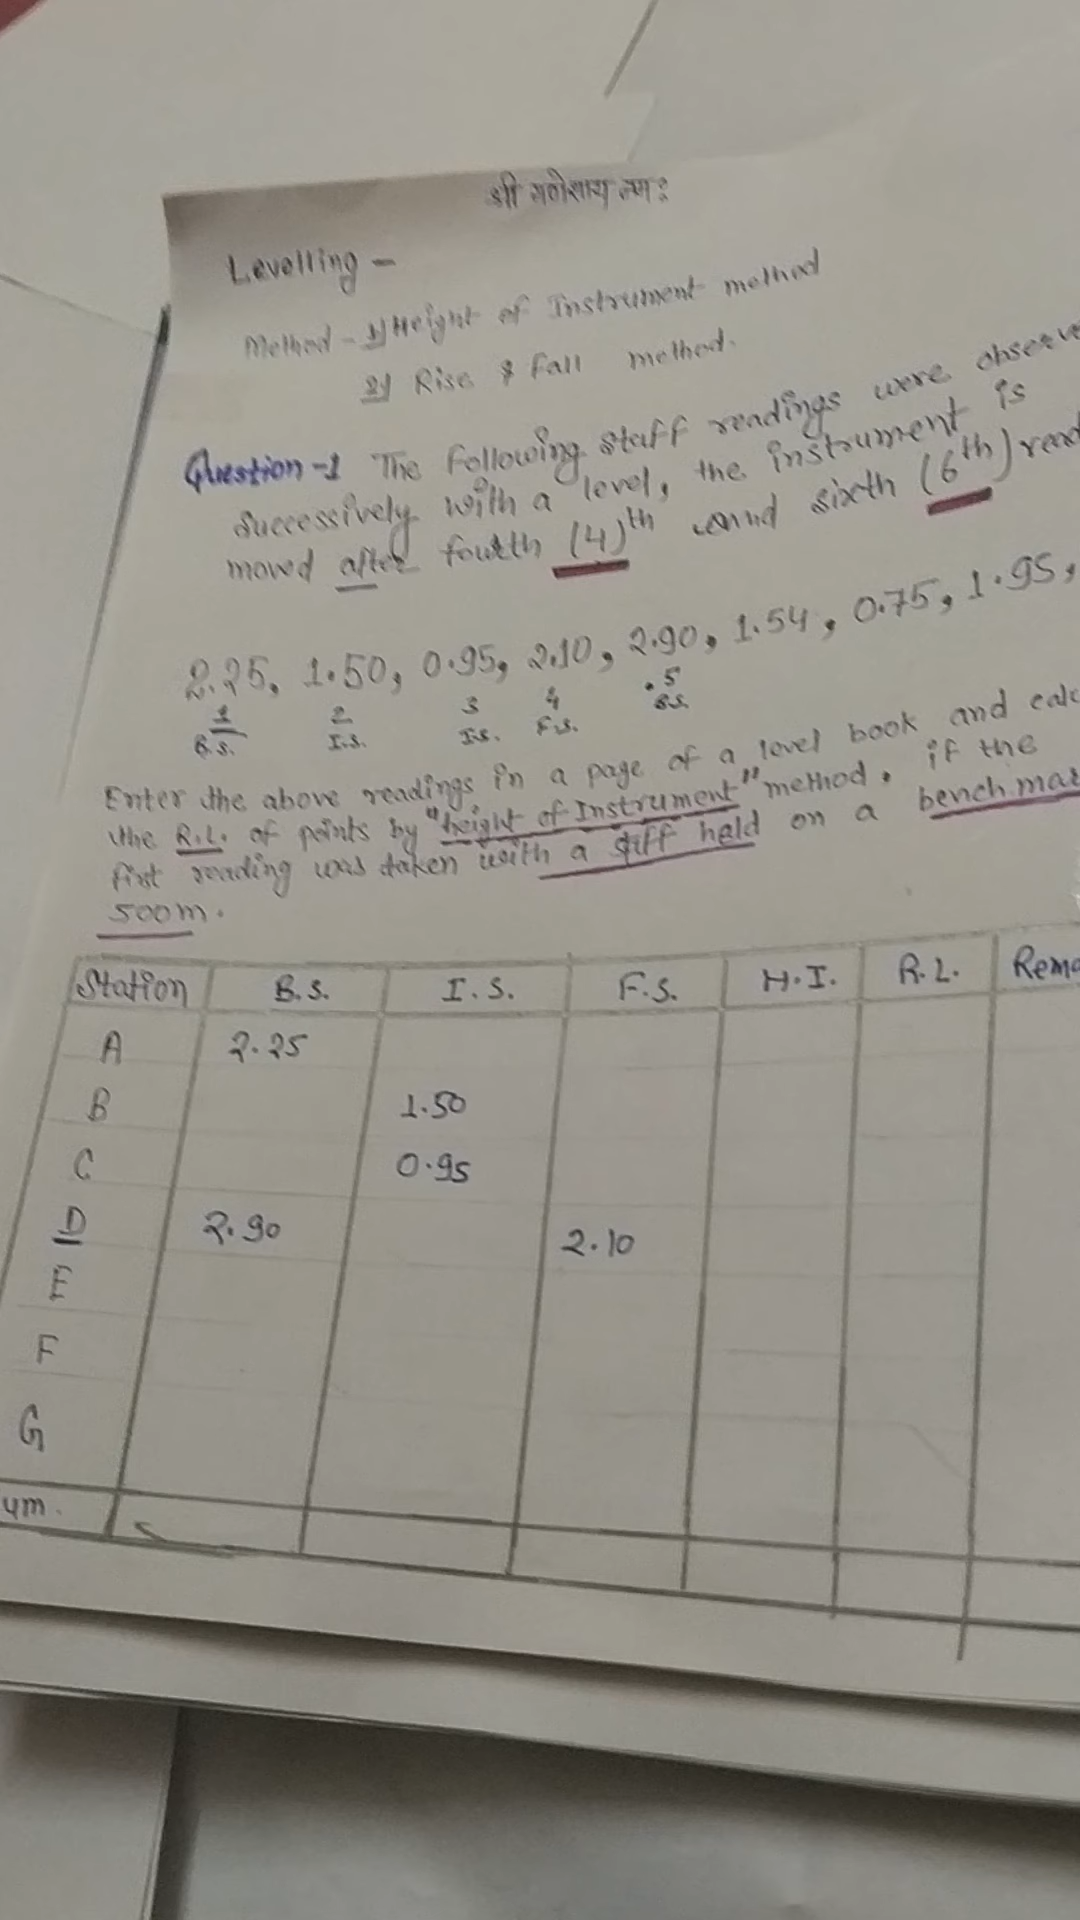 श्री गणेशाय नमः
Levelling -
Method - 1) Height of Instrument method
2) Rise & Fall method.
Question-1 The following staff readings were observe
successively with a level, the instrument is
moved after fourth (4)th and sixth (6th) read
2.25, 1.50, 0.95, 2.10, 2.90, 1.54, 0.75, 1.95,
1 2 3 4 5
B.S. I.S. I.S. F.S. B.S.
Enter the above readings in a page of a level book and calc
the R.L. of points by "height of Instrument" method. if the
first reading was taken with a stiff held on a bench mar
500m.
Station B.S. I.S. F.S. H.I. R.L. Rema
A 2.25
B 1.50
C 0.95
D 2.90 2.10
E
F
G
um.